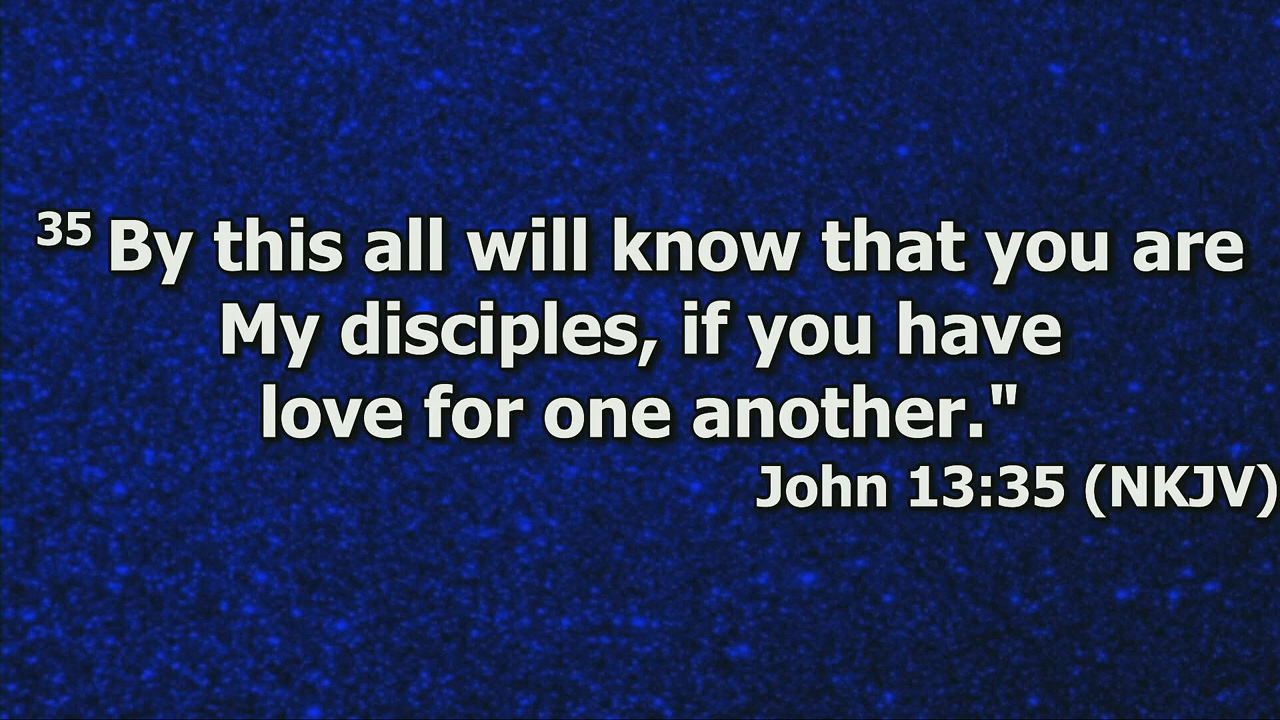 35 By this all will know that you are
My disciples, if you have
love for one another."
John 13:35 (NKJV)